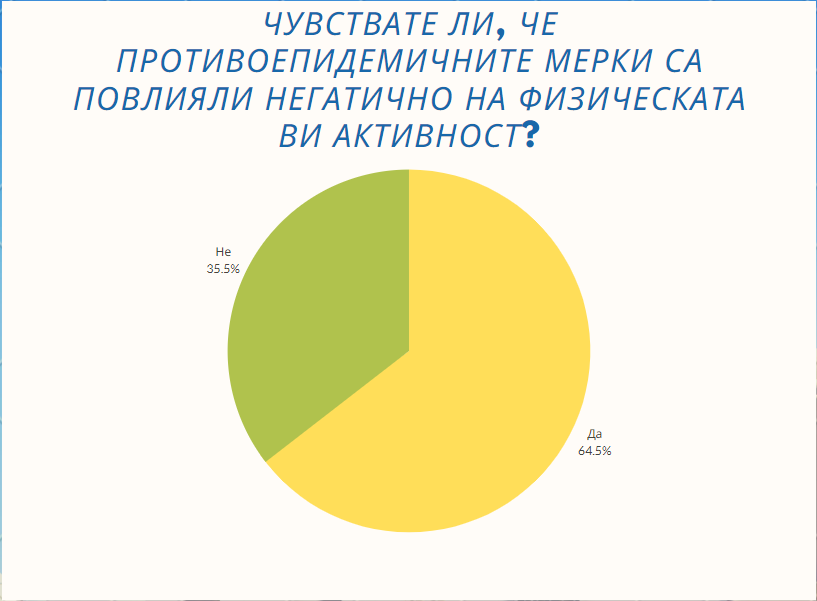 ЧУВСТВАТЕ ЛИ, ЧЕ
ПРОТИВОЕПИДЕМИЧНИТЕ МЕРКИ СА
ПОВЛИЯЛИ НЕГАТИЧНО НА ФИЗИЧЕСКАТА
ВИ АКТИВНОСТ?
Не
35.5%
Да
64.5%